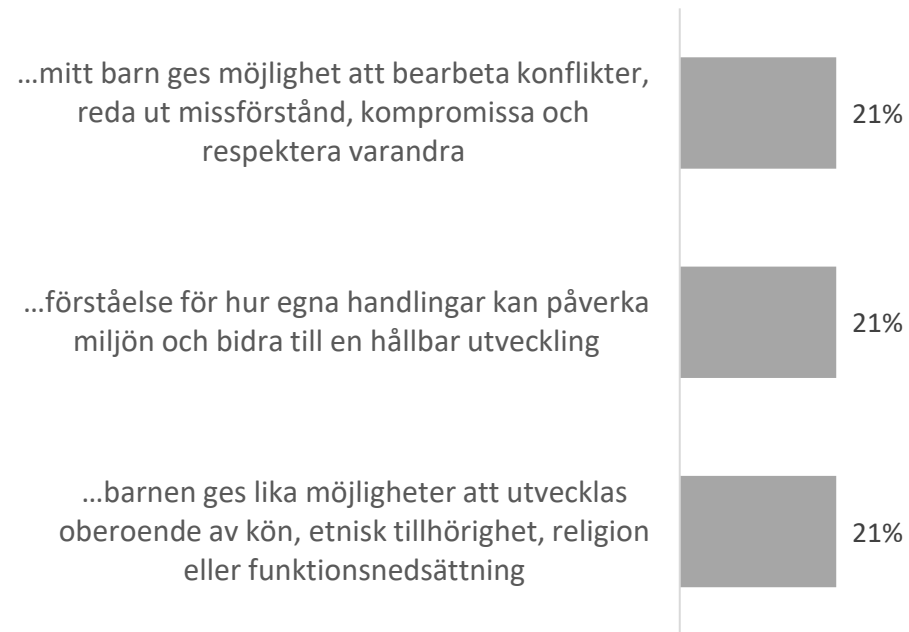 …mitt barn ges möjlighet att bearbeta konflikter,
reda ut missförstånd, kompromissa och
respektera varandra
21%
…förståelse för hur egna handlingar kan påverka
miljön och bidra till en hållbar utveckling
21%
…barnen ges lika möjligheter att utvecklas
oberoende av kön, etnisk tillhörighet, religion
eller funktionsnedsättning
21%